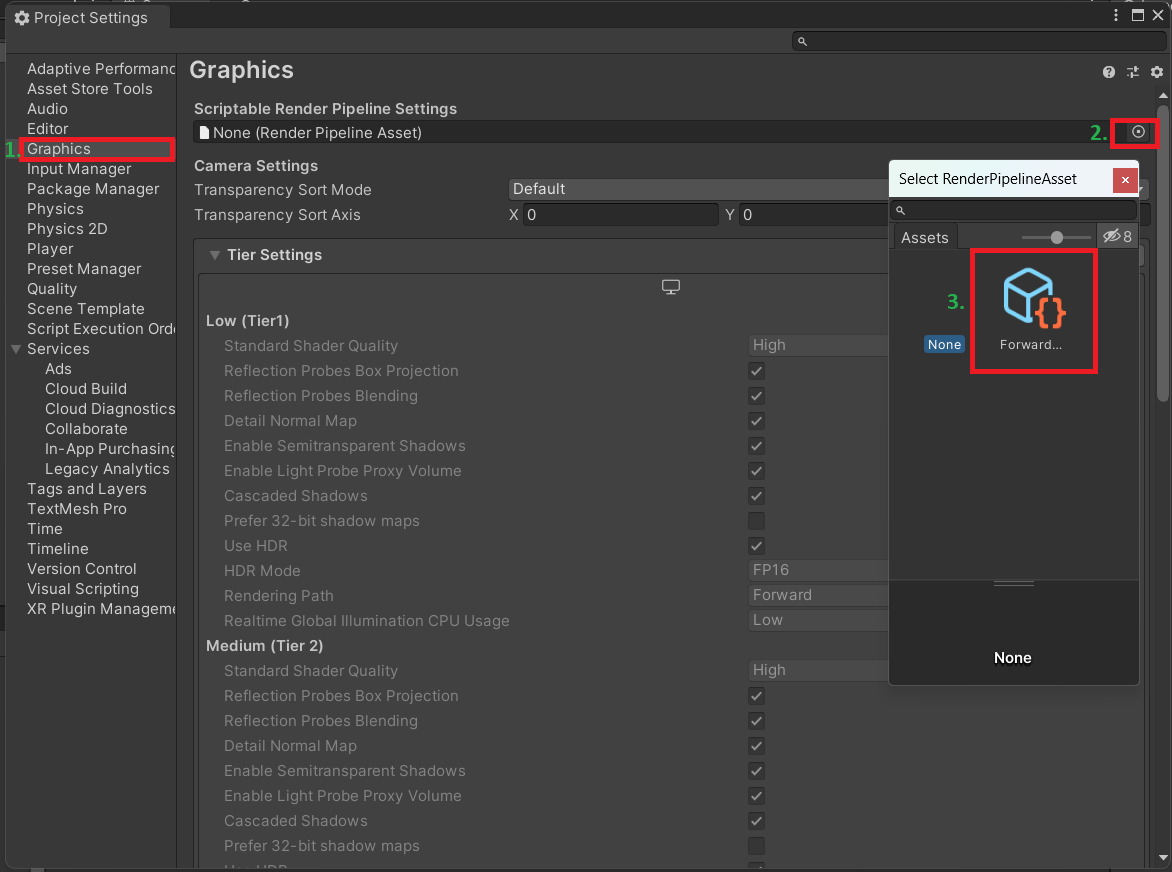 Project Settings
Adaptive Performanc
Asset Store Tools
Audio
Editor
1. Graphics
Input Manager
Package Manager
Physics
Physics 2D
Player
Preset Manager
Quality
Scene Template
Script Execution Orde
Services
Ads
Cloud Build
Cloud Diagnostics
Collaborate
In-App Purchasing
Legacy Analytics
Tags and Layers
TextMesh Pro
Time
Timeline
Version Control
Visual Scripting
XR Plugin Manageme
Graphics
Scriptable Render Pipeline Settings
None (Render Pipeline Asset) 2.
Camera Settings
Transparency Sort Mode Default
Transparency Sort Axis X 0 Y 0
Tier Settings
Low (Tier1)
Standard Shader Quality High
Reflection Probes Box Projection
Reflection Probes Blending
Detail Normal Map
Enable Semitransparent Shadows
Enable Light Probe Proxy Volume
Cascaded Shadows
Prefer 32-bit shadow maps
Use HDR
HDR Mode FP16
Rendering Path Forward
Realtime Global Illumination CPU Usage Low
Medium (Tier 2)
Standard Shader Quality High
Reflection Probes Box Projection
Reflection Probes Blending
Detail Normal Map
Enable Semitransparent Shadows
Enable Light Probe Proxy Volume
Cascaded Shadows
Prefer 32-bit shadow maps
Select RenderPipelineAsset
Assets 8
3.
None Forward...
None